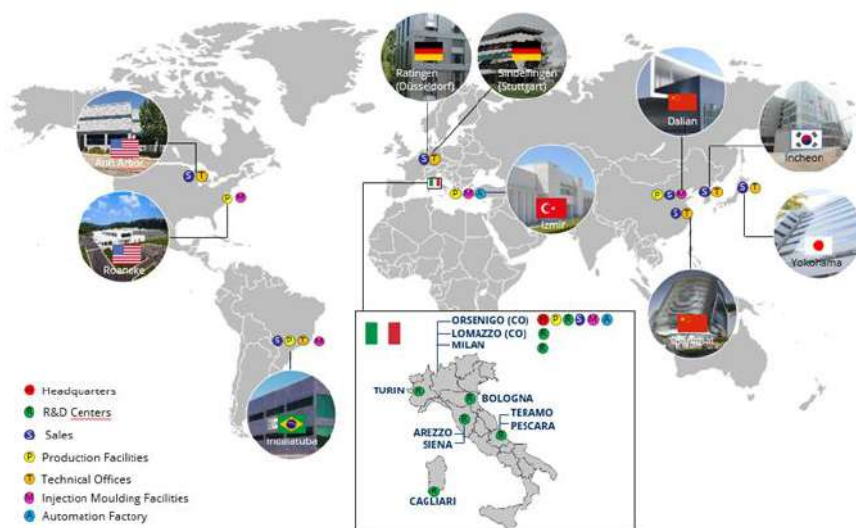 Ratingen
(Düsseldorf)
Sindelfingen
(Stuttgart)
Dalian
Ann Arbor
Incheon
S T
S T
P M
P M A
Izmir
P S M
S T
S T
S T
Roanoke
Yokohama
S P T M
ORSENIGO (CO) H P R S M A
LOMAZZO (CO) R
MILAN R
TURIN R
R BOLOGNA
TERAMO
PESCARA
R
R
AREZZO
SIENA
R
CAGLIARI
H Headquarters
R R&D Centers
S Sales
P Production Facilities
T Technical Offices
M Injection Moulding Facilities
A Automation Factory